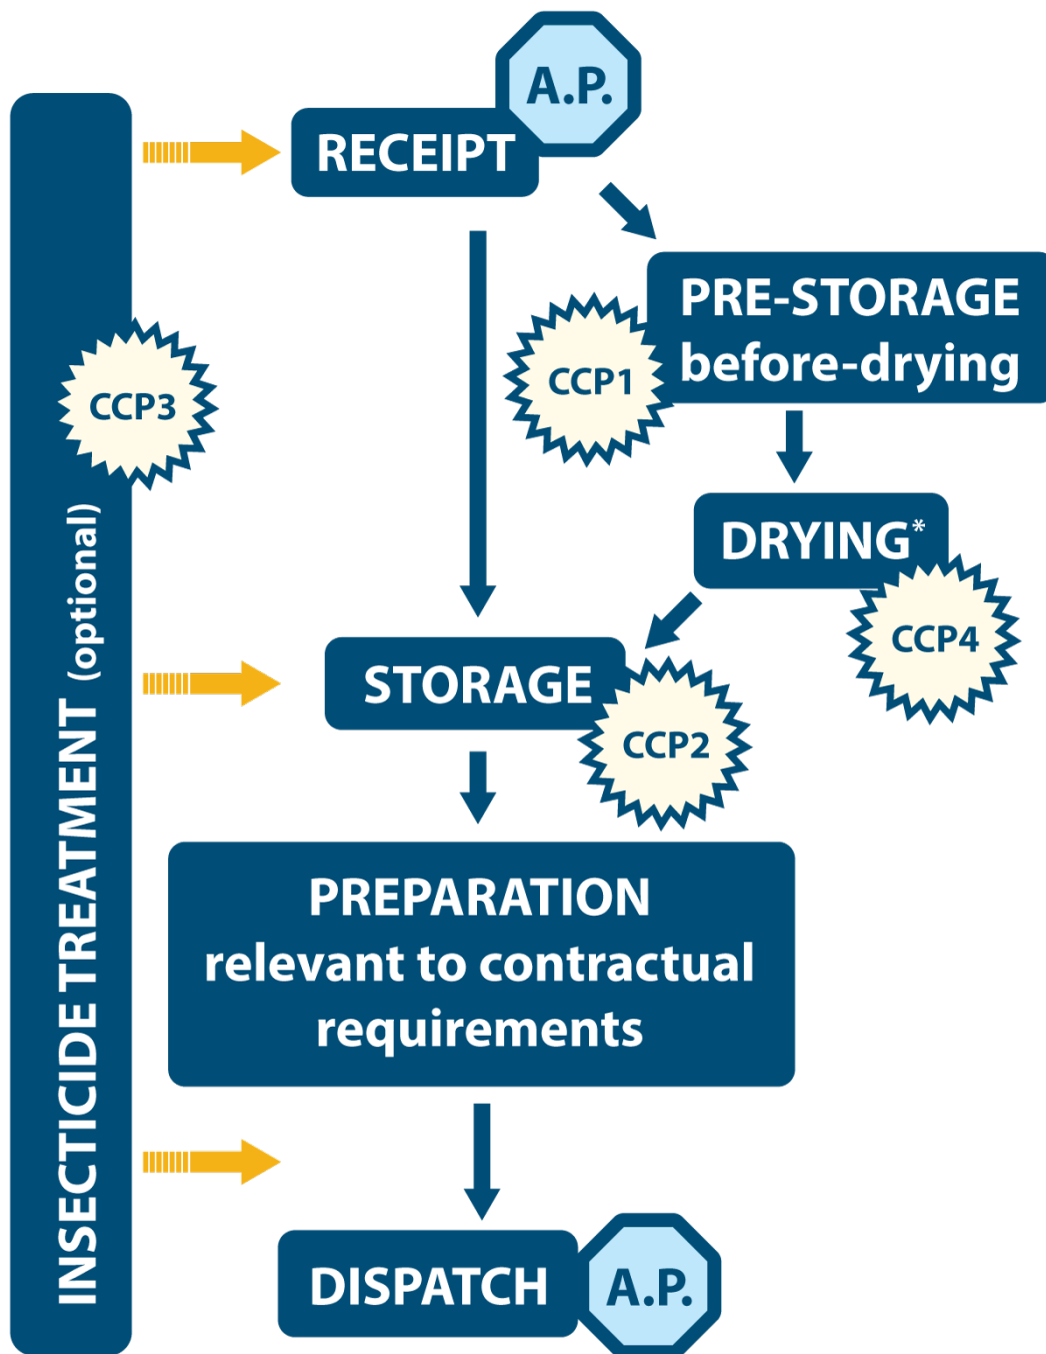 A.P.
RECEIPT
PRE-STORAGE
before-drying
CCP1
CCP3
DRYING*
CCP4
STORAGE
CCP2
PREPARATION
relevant to contractual
requirements
INSECTICIDE TREATMENT (optional)
DISPATCH
A.P.